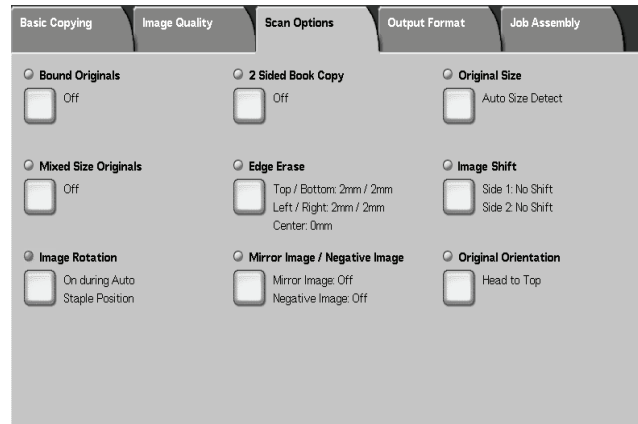 Basic Copying
Image Quality
Scan Options
Output Format
Job Assembly
Bound Originals
Off
2 Sided Book Copy
Off
Original Size
Auto Size Detect
Mixed Size Originals
Off
Edge Erase
Top / Bottom: 2mm / 2mm
Left / Right: 2mm / 2mm
Center: 0mm
Image Shift
Side 1: No Shift
Side 2: No Shift
Image Rotation
On during Auto
Staple Position
Mirror Image / Negative Image
Mirror Image: Off
Negative Image: Off
Original Orientation
Head to Top